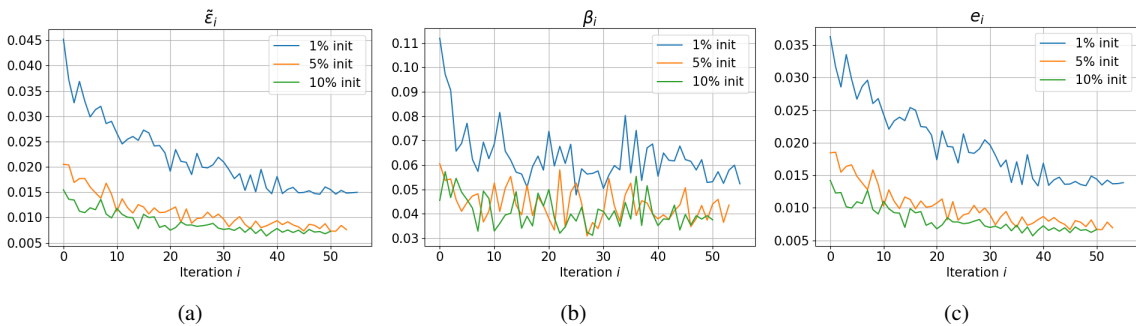 ε̃ᵢ
0.045
0.040
0.035
0.030
0.025
0.020
0.015
0.010
0.005
1% init
5% init
10% init
0 10 20 30 40 50
Iteration i
(a)
βᵢ
0.11
0.10
0.09
0.08
0.07
0.06
0.05
0.04
0.03
1% init
5% init
10% init
0 10 20 30 40 50
Iteration i
(b)
eᵢ
0.035
0.030
0.025
0.020
0.015
0.010
0.005
1% init
5% init
10% init
0 10 20 30 40 50
Iteration i
(c)